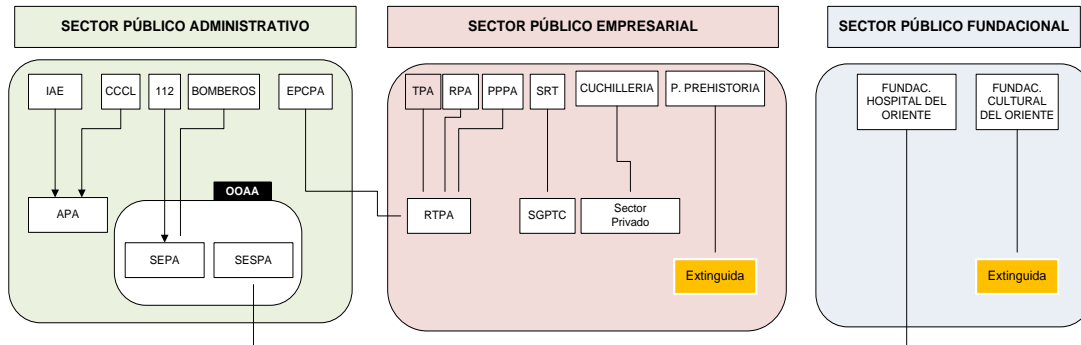 SECTOR PÚBLICO ADMINISTRATIVO
SECTOR PÚBLICO EMPRESARIAL
SECTOR PÚBLICO FUNDACIONAL
IAE
CCCL
112
BOMBEROS
EPCPA
TPA
RPA
PPPA
SRT
CUCHILLERIA
P. PREHISTORIA
FUNDAC.
HOSPITAL DEL
ORIENTE
FUNDAC.
CULTURAL
DEL ORIENTE
OOAA
APA
RTPA
SGPTC
Sector
Privado
SEPA
SESPA
Extinguida
Extinguida